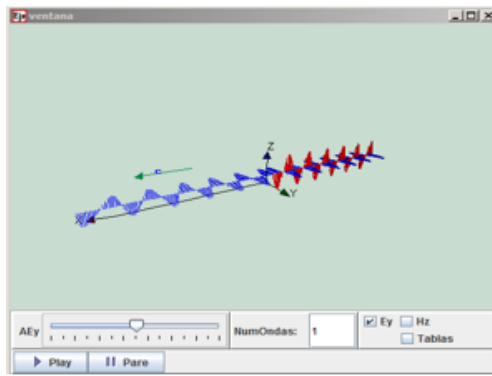 ventana
Z
c
X
Y
AEy
NumOndas: 1
Ey
Hz
Tablas
Play
Pare